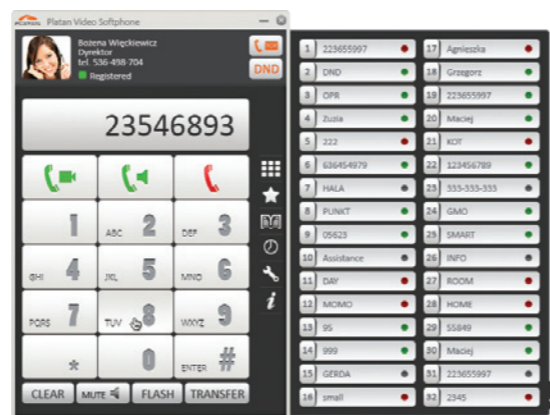 PLATAN Platan Video Softphone
Bożena Więckiewicz
Dyrektor
tel. 536-498-704
Registered
DND
23546893
1
ABC 2
DEF 3
GHI 4
JKL 5
MNO 6
PQRS 7
TUV 8
WXYZ 9
*
0
ENTER #
CLEAR
MUTE
FLASH
TRANSFER
i
1 223655997
2 DND
3 OPR
4 Zuzia
5 222
6 636454979
7 HALA
8 PUNKT
9 05623
10 Assistance
11 DAY
12 MOMO
13 95
14 999
15 GERDA
16 small
17 Agnieszka
18 Grzegorz
19 223655997
20 Maciej
21 KOT
22 123456789
23 333-333-333
24 GMO
25 SMART
26 INFO
27 ROOM
28 HOME
29 55849
30 Maciej
31 223655997
32 2345